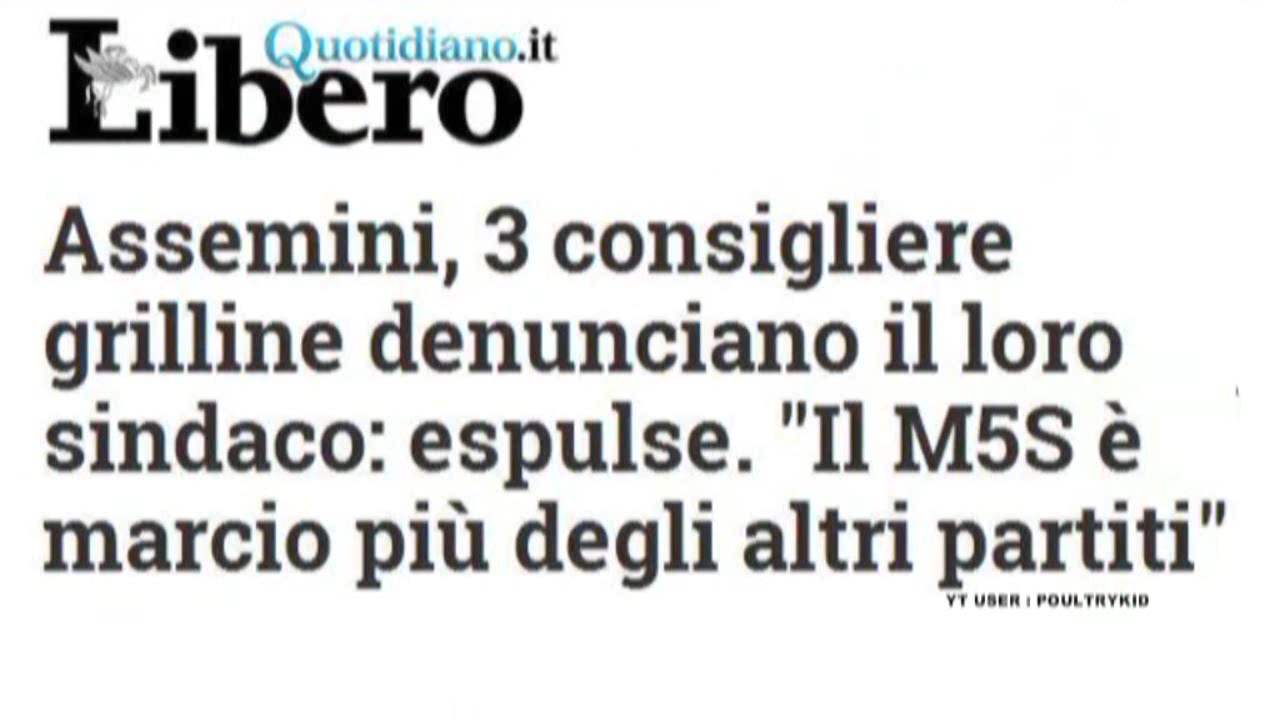 Quotidiano.it
Libero
Assemini, 3 consigliere
grilline denunciano il loro
sindaco: espulse. "Il M5S è
marcio più degli altri partiti"
YT USER : POULTRYKID